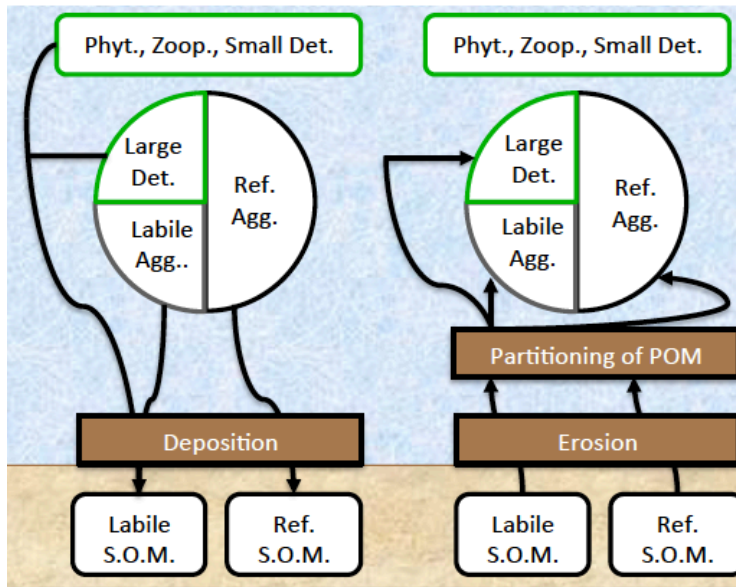 Phyt., Zoop., Small Det.
Large
Det.
Ref.
Agg.
Labile
Agg..
Deposition
Labile
S.O.M.
Ref.
S.O.M.
Phyt., Zoop., Small Det.
Large
Det.
Ref.
Agg.
Labile
Agg.
Partitioning of POM
Erosion
Labile
S.O.M.
Ref.
S.O.M.